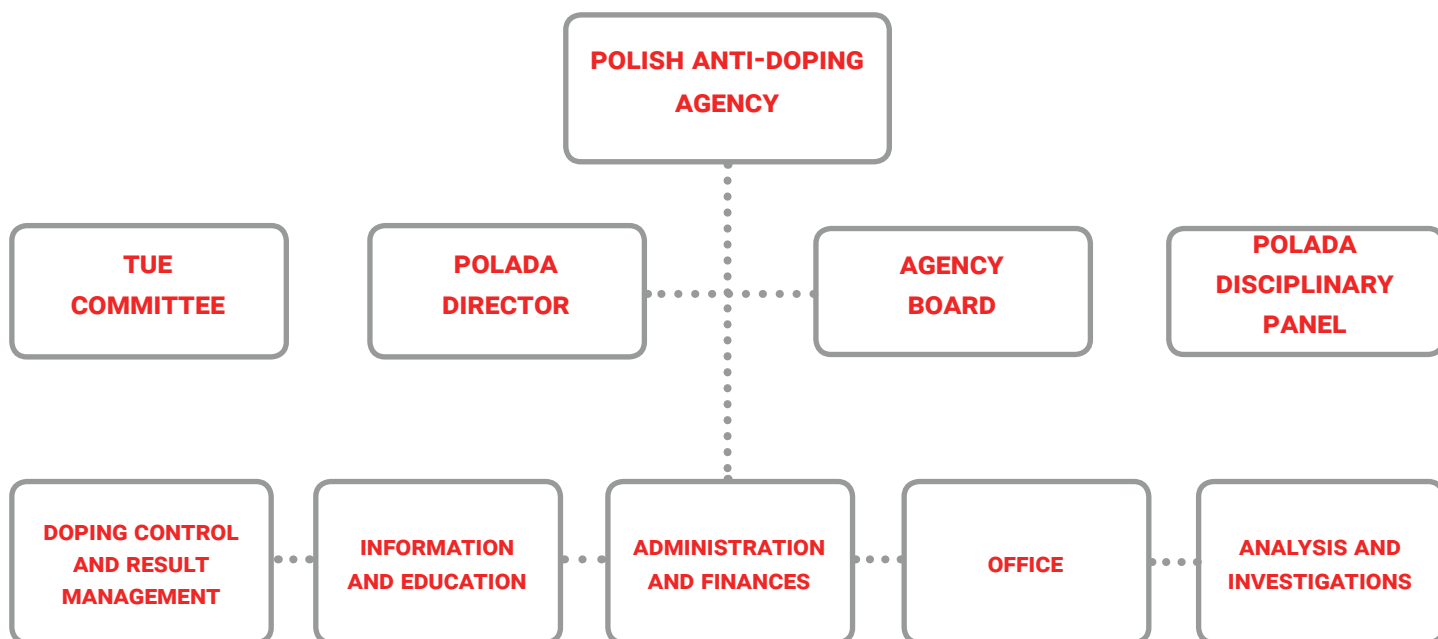 POLISH ANTI-DOPING
AGENCY
TUE
COMMITTEE
POLADA
DIRECTOR
AGENCY
BOARD
POLADA
DISCIPLINARY
PANEL
DOPING CONTROL
AND RESULT
MANAGEMENT
INFORMATION
AND EDUCATION
ADMINISTRATION
AND FINANCES
OFFICE
ANALYSIS AND
INVESTIGATIONS